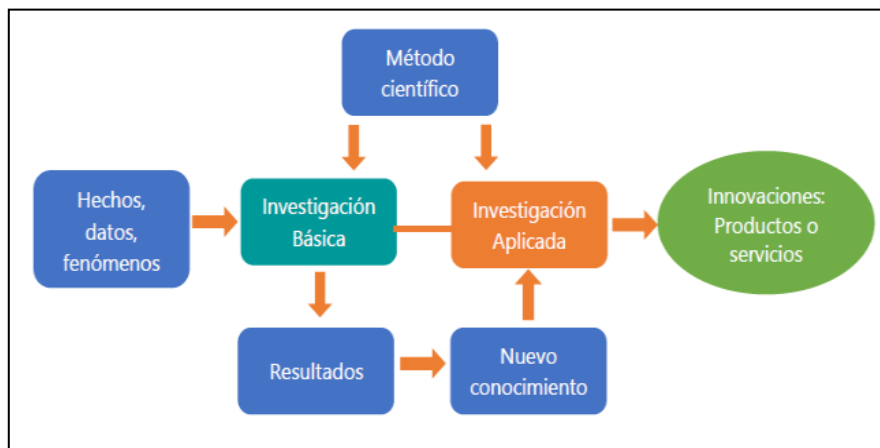 Método
científico
Hechos,
datos,
fenómenos
Investigación
Básica
Investigación
Aplicada
Innovaciones:
Productos o
servicios
Resultados
Nuevo
conocimiento